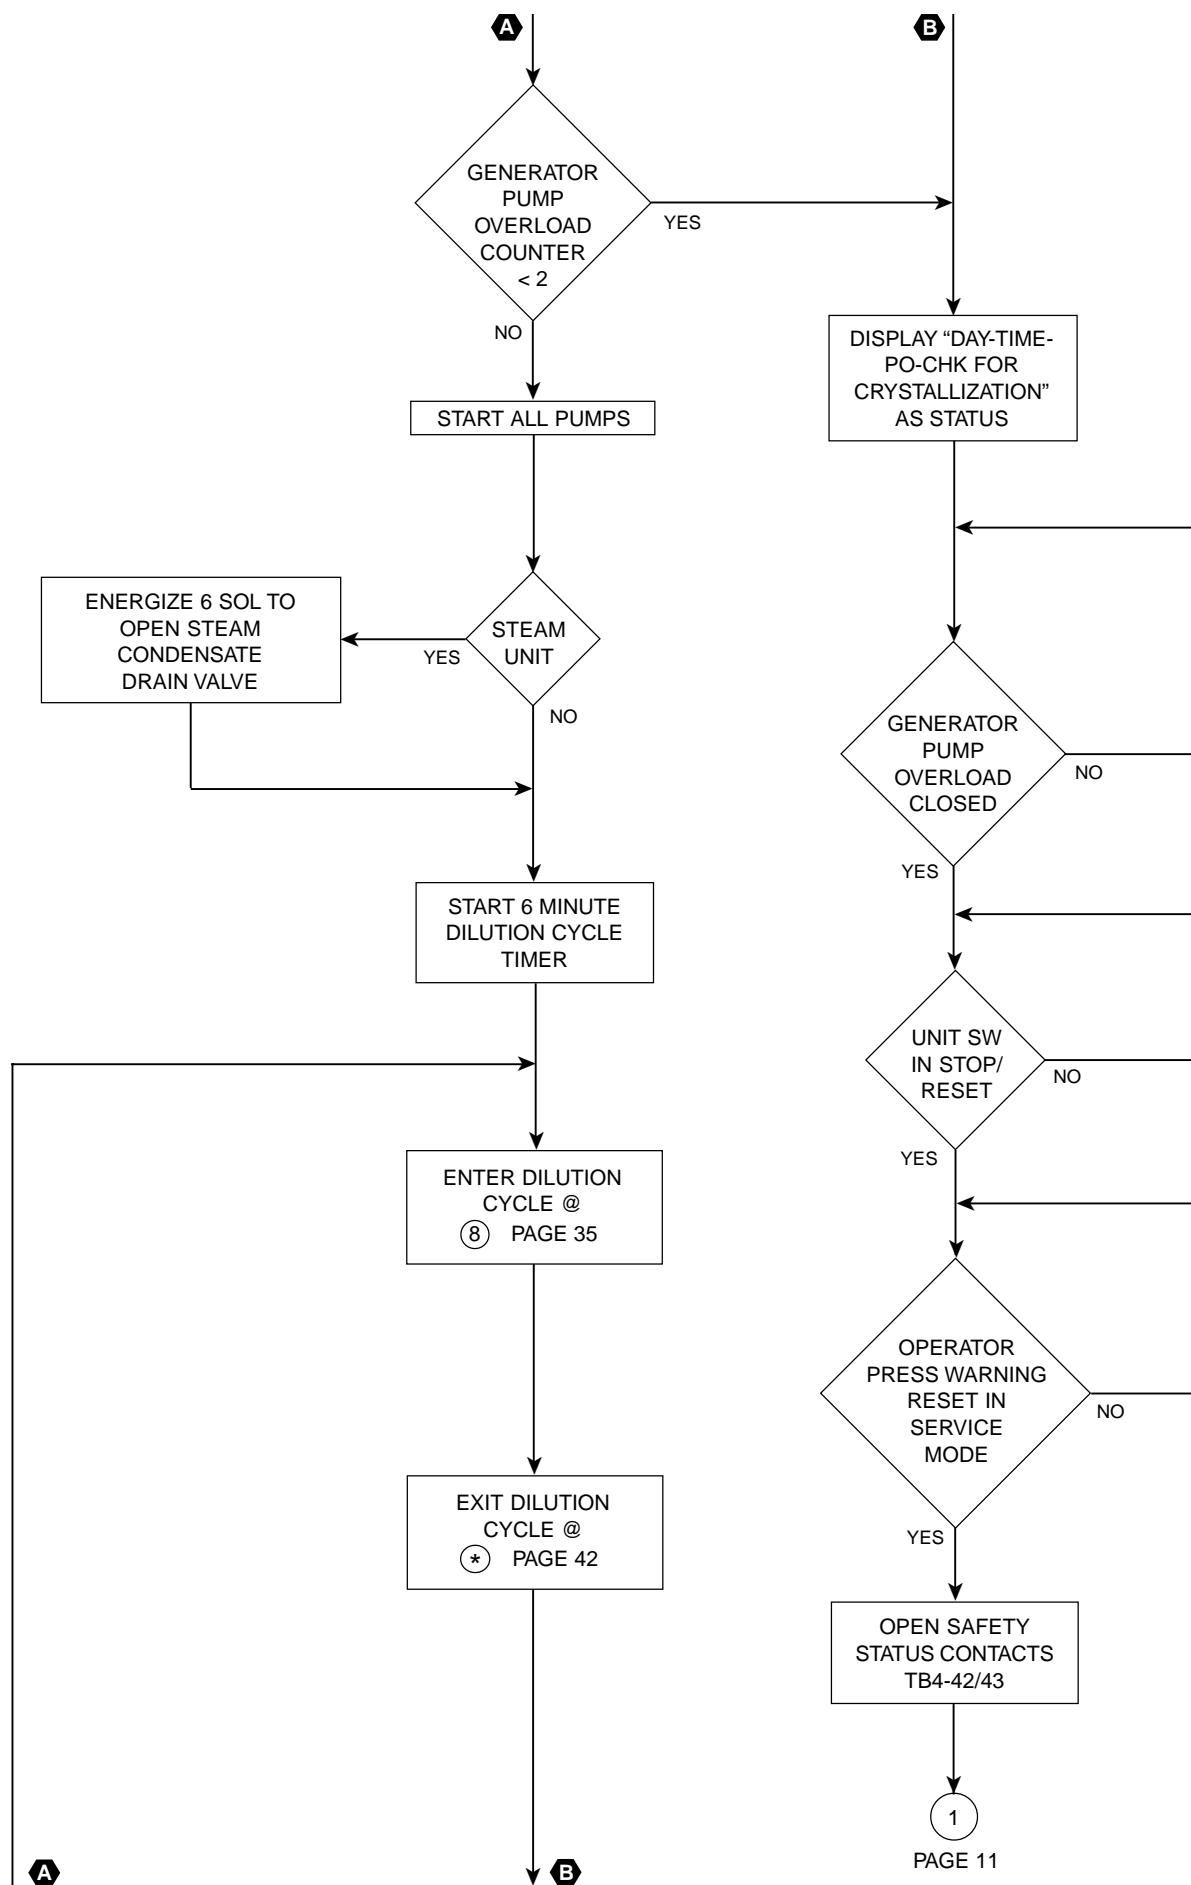 A
GENERATOR
PUMP
OVERLOAD
COUNTER
< 2
YES
NO
START ALL PUMPS
STEAM
UNIT
YES
NO
ENERGIZE 6 SOL TO
OPEN STEAM
CONDENSATE
DRAIN VALVE
START 6 MINUTE
DILUTION CYCLE
TIMER
ENTER DILUTION
CYCLE @
8 PAGE 35
EXIT DILUTION
CYCLE @
* PAGE 42
A
B
B
DISPLAY “DAY-TIME-
PO-CHK FOR
CRYSTALLIZATION”
AS STATUS
GENERATOR
PUMP
OVERLOAD
CLOSED
NO
YES
UNIT SW
IN STOP/
RESET
NO
YES
OPERATOR
PRESS WARNING
RESET IN
SERVICE
MODE
NO
YES
OPEN SAFETY
STATUS CONTACTS
TB4-42/43
1
PAGE 11